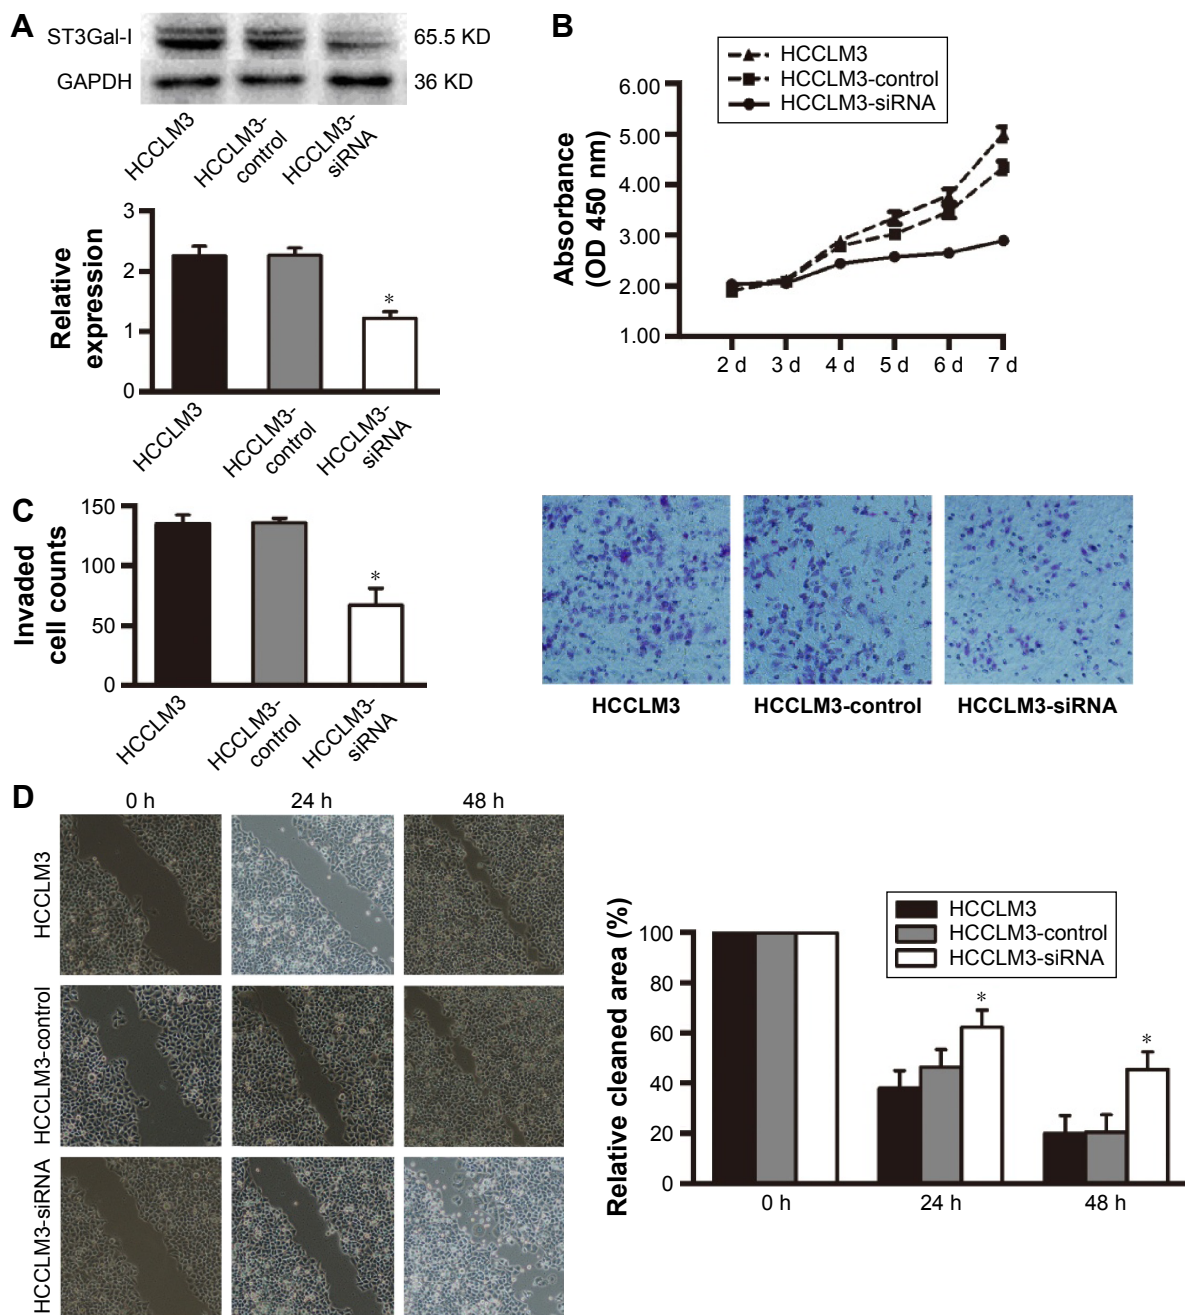 A
ST3Gal-I
65.5 KD
GAPDH
36 KD
HCCLM3
HCCLM3-
control
HCCLM3-
siRNA
Relative
expression
3
2
1
0
*
HCCLM3
HCCLM3-
control
HCCLM3-
siRNA
B
HCCLM3
HCCLM3-control
HCCLM3-siRNA
Absorbance
(OD 450 nm)
6.00
5.00
4.00
3.00
2.00
1.00
2 d
3 d
4 d
5 d
6 d
7 d
C
Invaded
cell counts
150
100
50
0
*
HCCLM3
HCCLM3-
control
HCCLM3-
siRNA
HCCLM3
HCCLM3-control
HCCLM3-siRNA
D
0 h
24 h
48 h
HCCLM3
HCCLM3-control
HCCLM3-siRNA
HCCLM3
HCCLM3-control
HCCLM3-siRNA
Relative cleaned area (%)
100
80
60
40
20
0
*
*
0 h
24 h
48 h